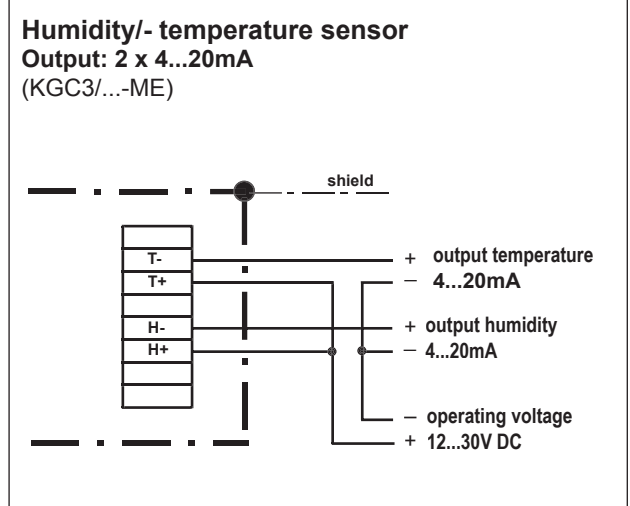 Humidity/- temperature sensor
Output: 2 x 4...20mA
(KGC3/...-ME)
shield
T-
T+
H-
H+
+ output temperature
– 4...20mA
+ output humidity
– 4...20mA
– operating voltage
+ 12...30V DC